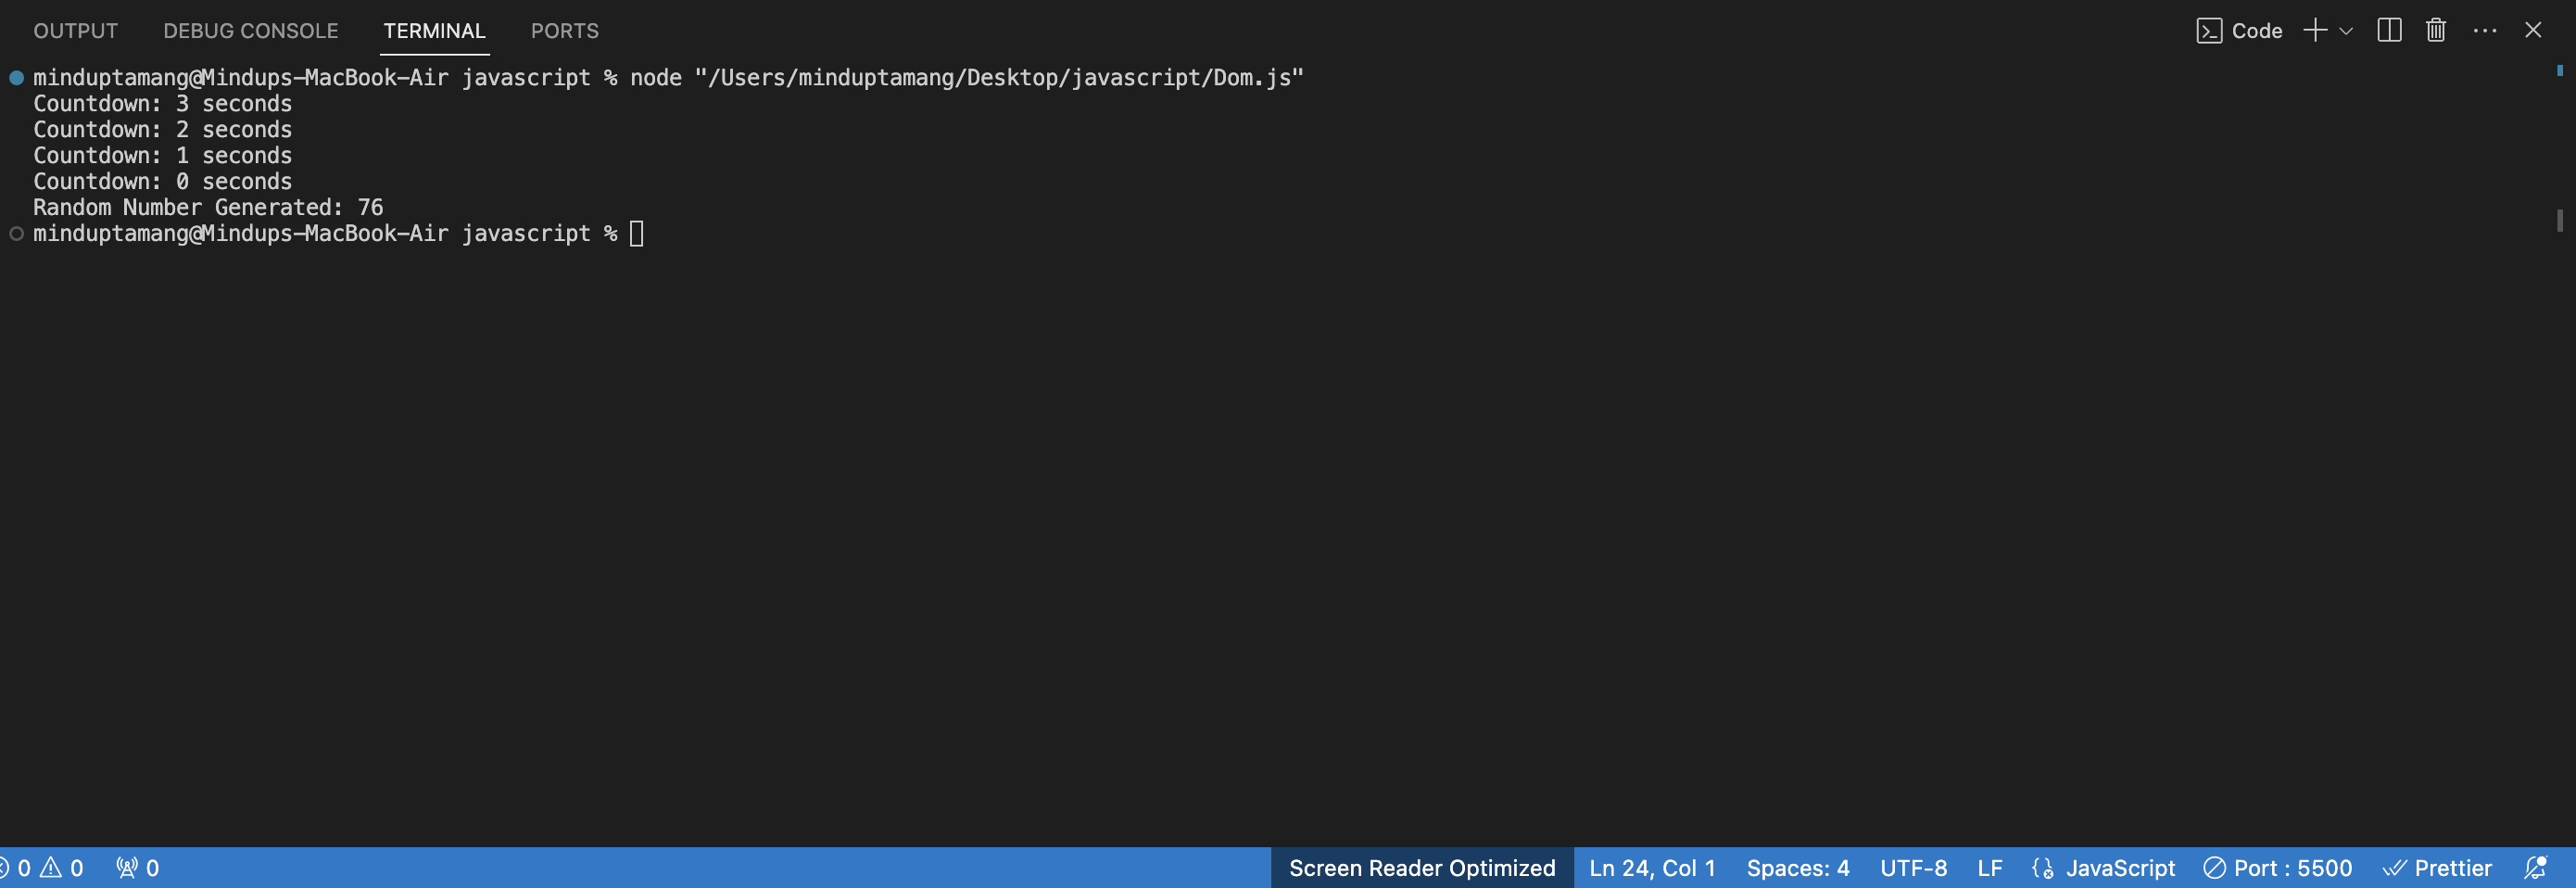 OUTPUT DEBUG CONSOLE TERMINAL PORTS Code
minduptamang@Mindups-MacBook-Air javascript % node "/Users/minduptamang/Desktop/javascript/Dom.js"
Countdown: 3 seconds
Countdown: 2 seconds
Countdown: 1 seconds
Countdown: 0 seconds
Random Number Generated: 76
minduptamang@Mindups-MacBook-Air javascript %
0 0 0 Screen Reader Optimized Ln 24, Col 1 Spaces: 4 UTF-8 LF JavaScript Port : 5500 Prettier